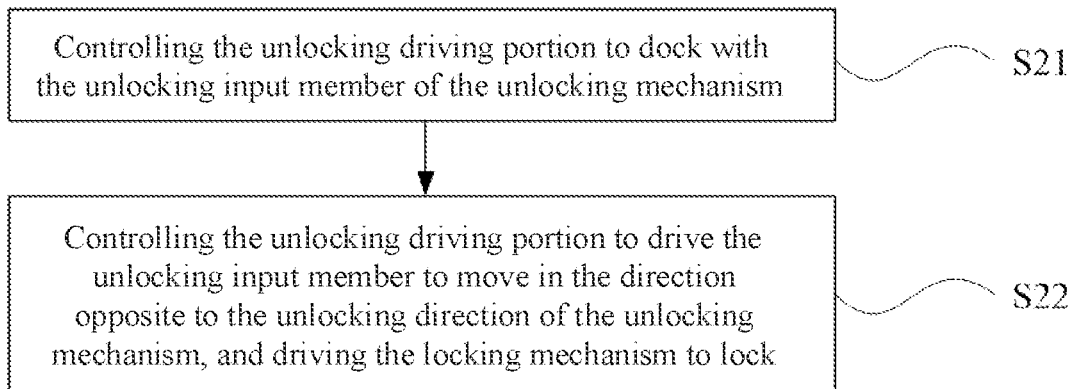 Controlling the unlocking driving portion to dock with
the unlocking input member of the unlocking mechanism
S21
Controlling the unlocking driving portion to drive the
unlocking input member to move in the direction
opposite to the unlocking direction of the unlocking
mechanism, and driving the locking mechanism to lock
S22